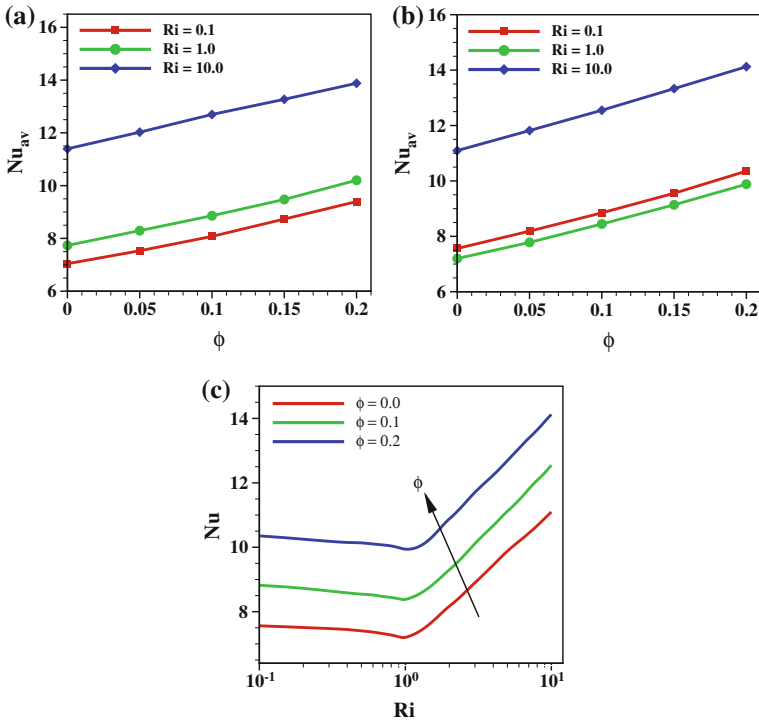 (a)
Ri = 0.1
Ri = 1.0
Ri = 10.0
Nu_av
16
14
12
10
8
6
0
0.05
0.1
0.15
0.2
ϕ
(b)
Ri = 0.1
Ri = 1.0
Ri = 10.0
Nu_av
16
14
12
10
8
6
0
0.05
0.1
0.15
0.2
ϕ
(c)
ϕ = 0.0
ϕ = 0.1
ϕ = 0.2
ϕ
Nu
14
12
10
8
10⁻¹
10⁰
10¹
Ri